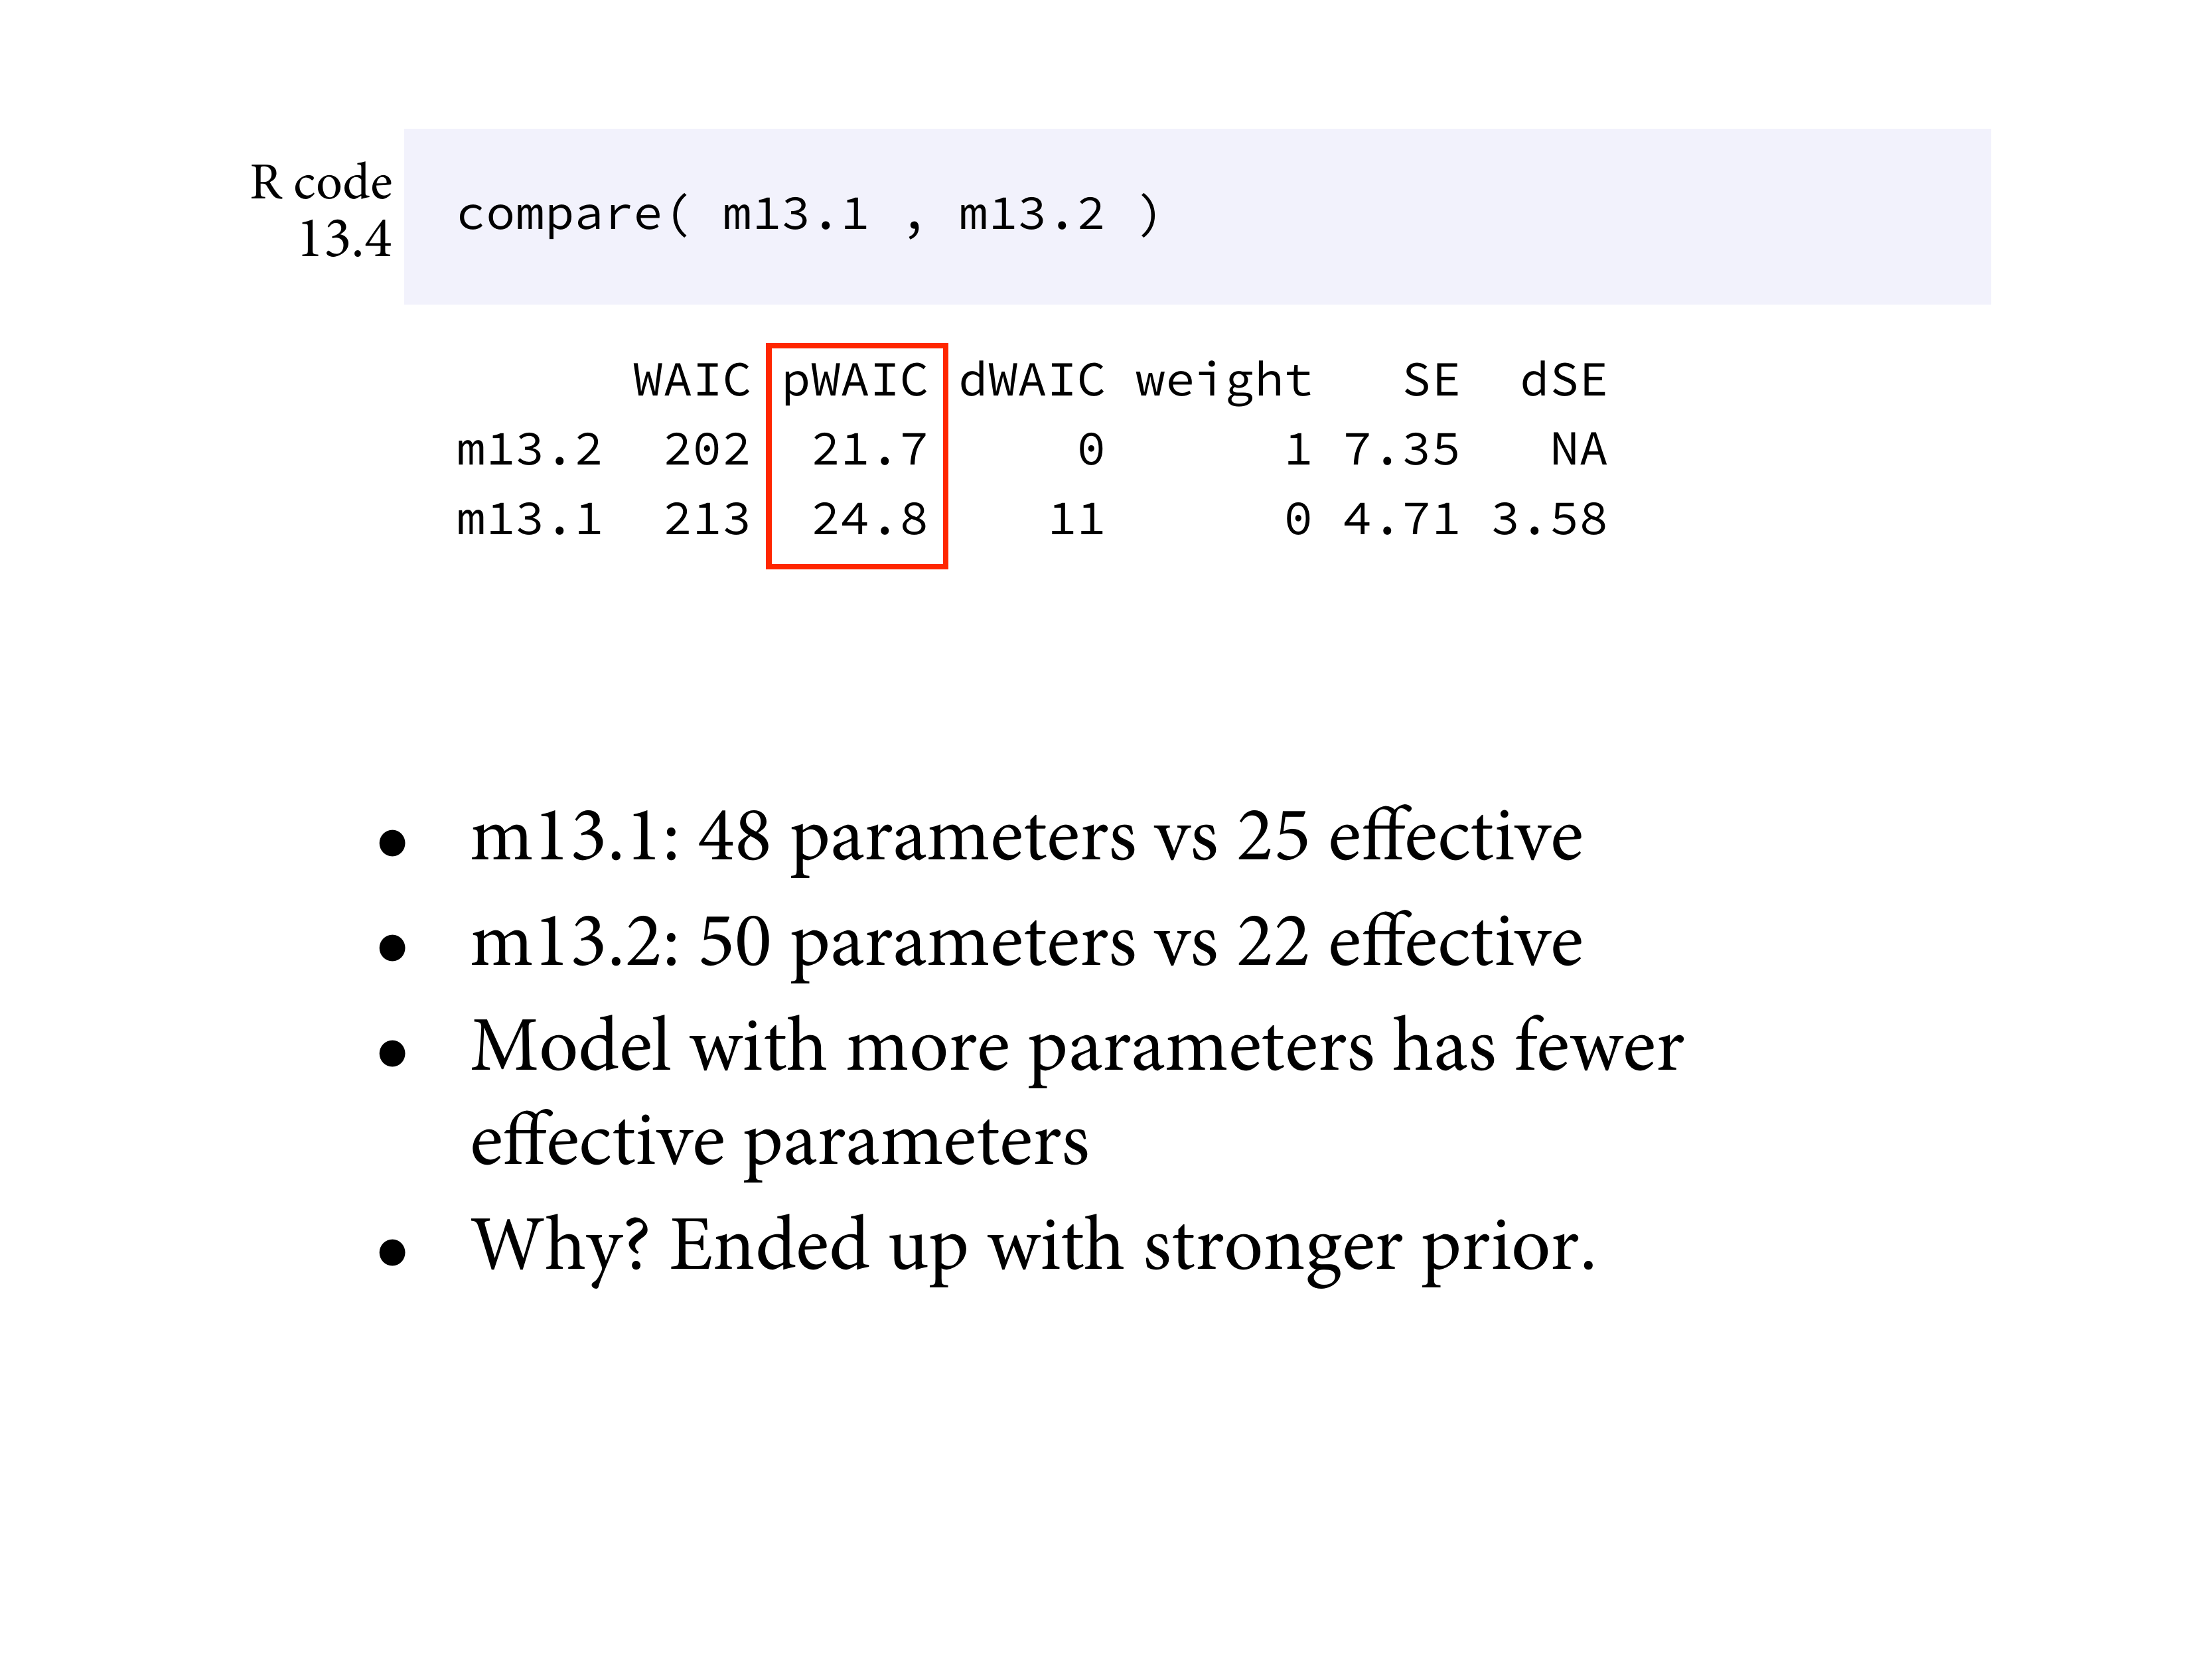 R code
13.4
compare( m13.1 , m13.2 )
WAIC pWAIC dWAIC weight SE dSE
m13.2 202 21.7 0 1 7.35 NA
m13.1 213 24.8 11 0 4.71 3.58
• m13.1: 48 parameters vs 25 effective
• m13.2: 50 parameters vs 22 effective
• Model with more parameters has fewer
effective parameters
• Why? Ended up with stronger prior.